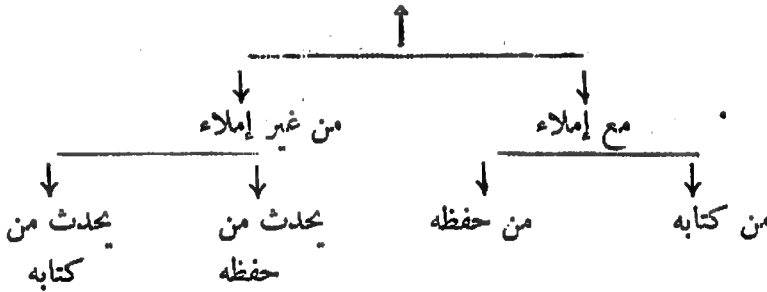 مع إملاء
من غير إملاء
من كتابه
من حفظه
يحدث من
حفظه
يحدث من
كتابه